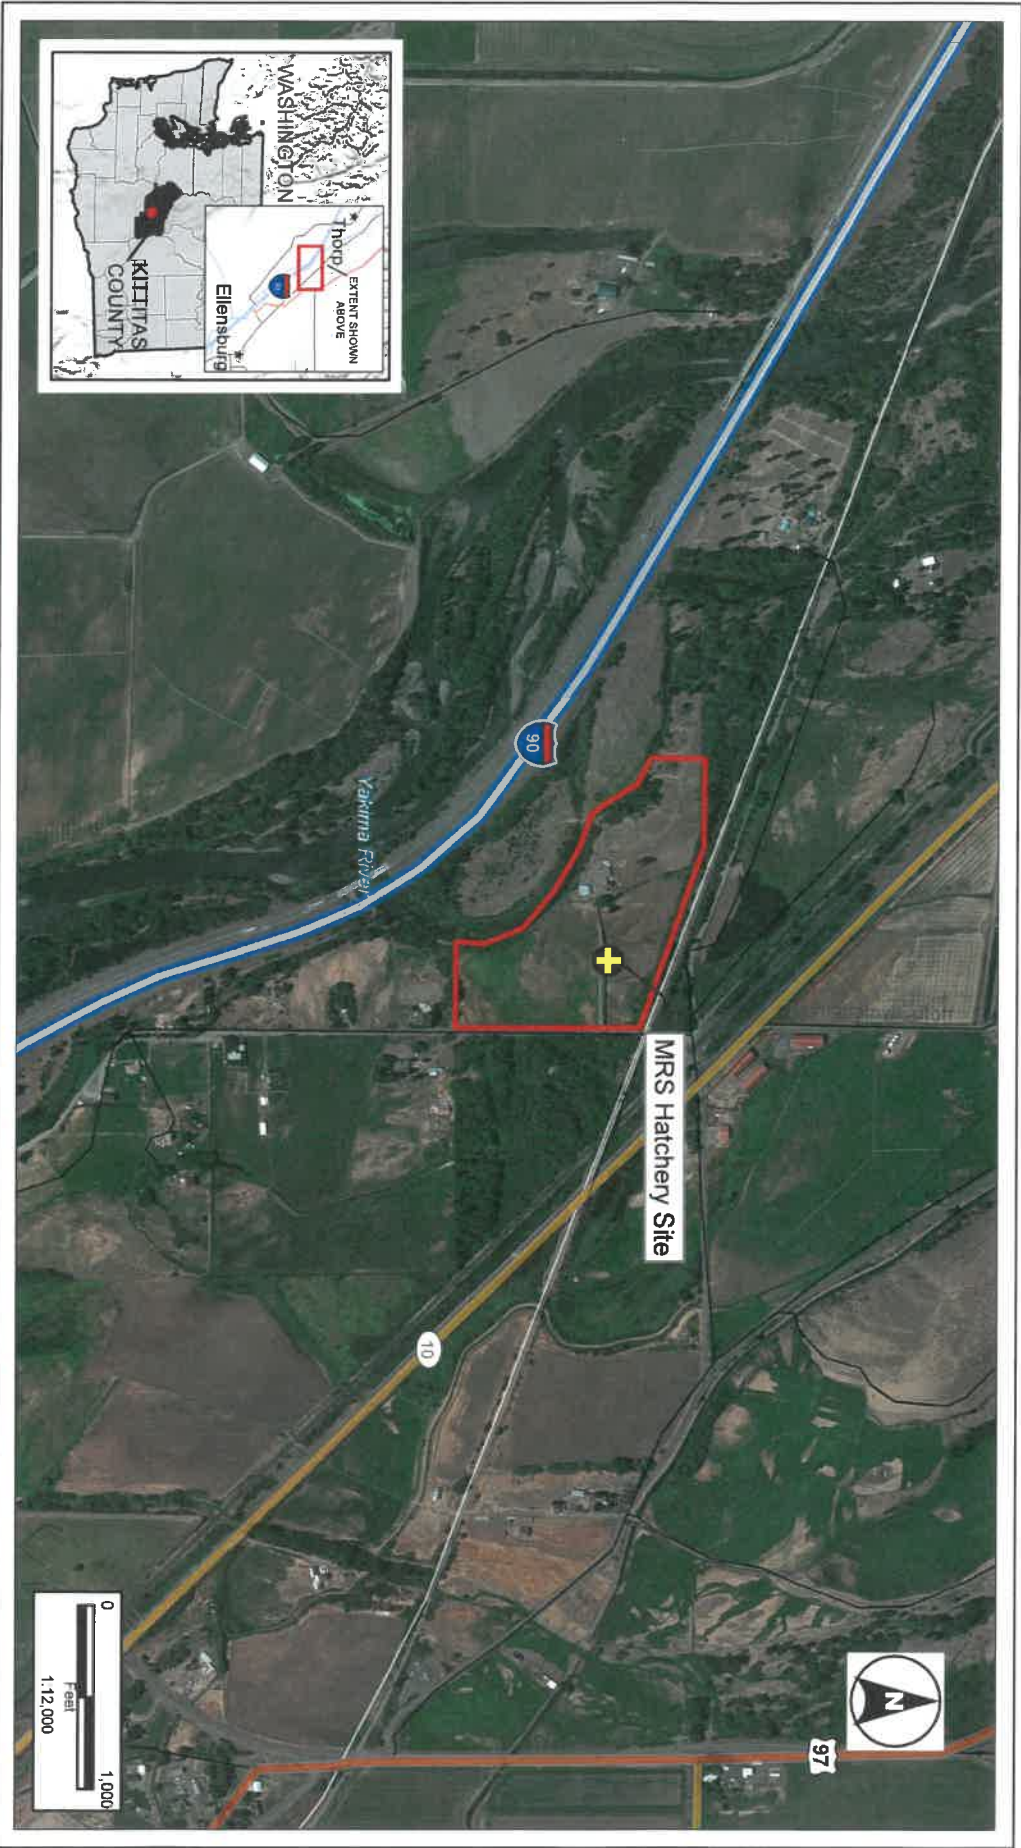 WASHINGTON
Thorp
EXTENT SHOWN
ABOVE
Ellensburg
KITTITAS
COUNTY
90
Yakima River
MRS Hatchery Site
10
97
N
0
1,000
Feet
1:12,000